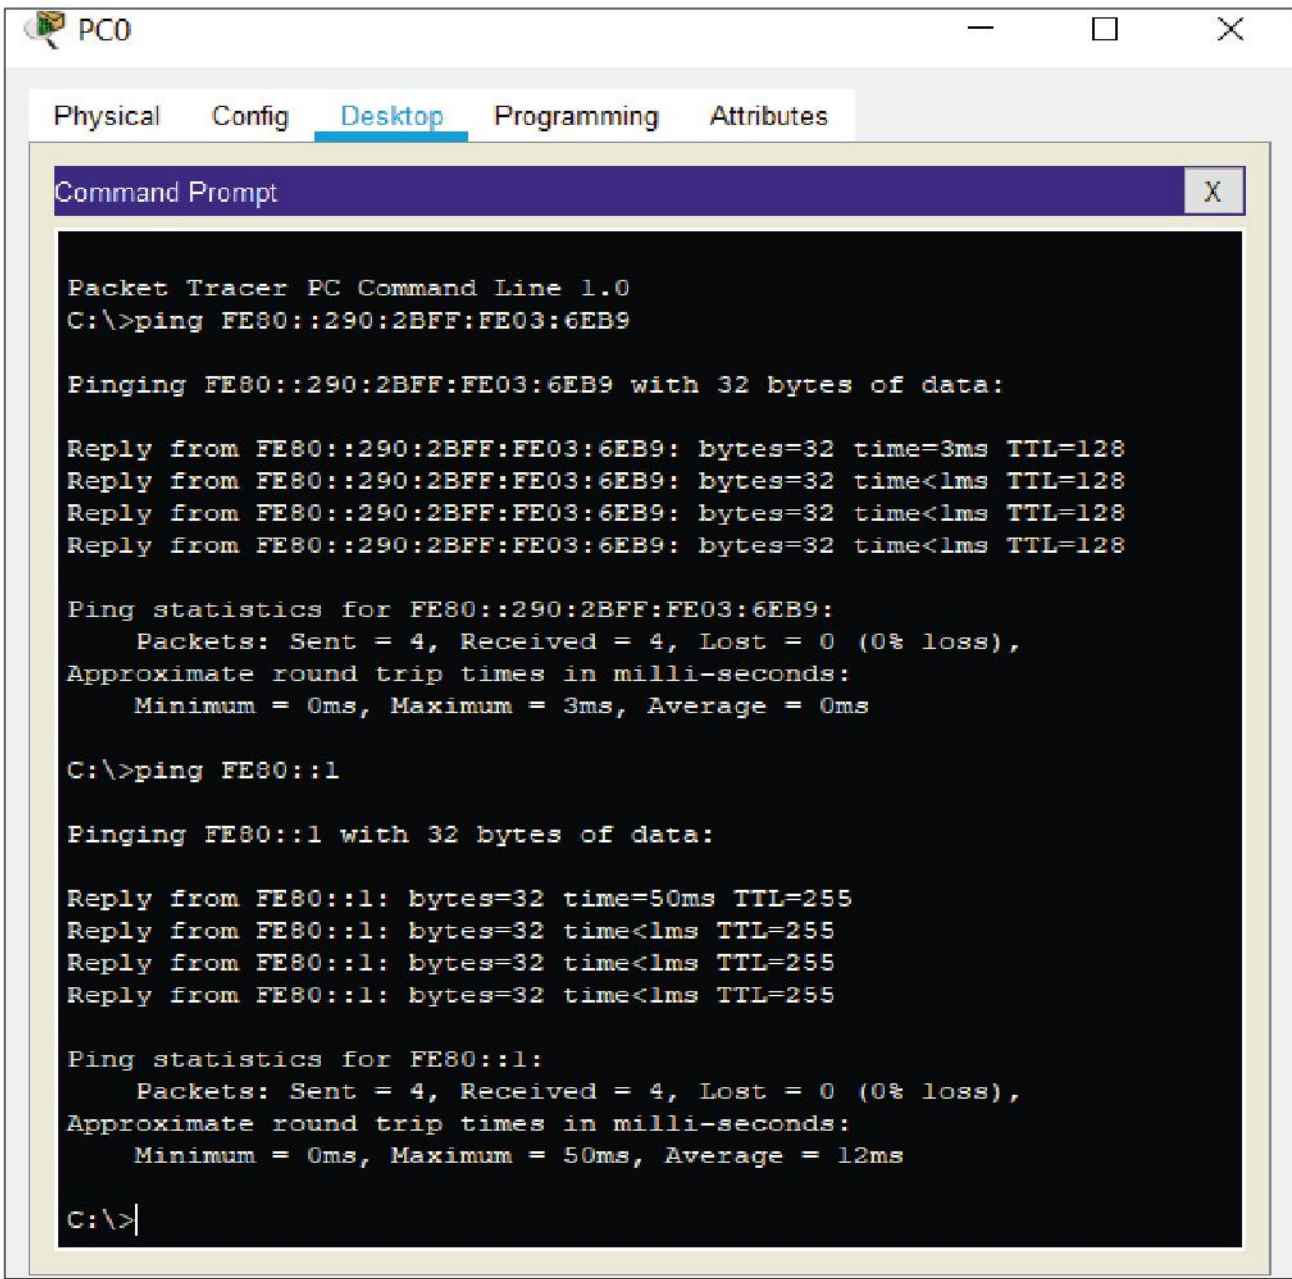 PC0
Physical Config Desktop Programming Attributes
Command Prompt X
Packet Tracer PC Command Line 1.0
C:\>ping FE80::290:2BFF:FE03:6EB9
Pinging FE80::290:2BFF:FE03:6EB9 with 32 bytes of data:
Reply from FE80::290:2BFF:FE03:6EB9: bytes=32 time=3ms TTL=128
Reply from FE80::290:2BFF:FE03:6EB9: bytes=32 time<1ms TTL=128
Reply from FE80::290:2BFF:FE03:6EB9: bytes=32 time<1ms TTL=128
Reply from FE80::290:2BFF:FE03:6EB9: bytes=32 time<1ms TTL=128
Ping statistics for FE80::290:2BFF:FE03:6EB9:
Packets: Sent = 4, Received = 4, Lost = 0 (0% loss),
Approximate round trip times in milli-seconds:
Minimum = 0ms, Maximum = 3ms, Average = 0ms
C:\>ping FE80::1
Pinging FE80::1 with 32 bytes of data:
Reply from FE80::1: bytes=32 time=50ms TTL=255
Reply from FE80::1: bytes=32 time<1ms TTL=255
Reply from FE80::1: bytes=32 time<1ms TTL=255
Reply from FE80::1: bytes=32 time<1ms TTL=255
Ping statistics for FE80::1:
Packets: Sent = 4, Received = 4, Lost = 0 (0% loss),
Approximate round trip times in milli-seconds:
Minimum = 0ms, Maximum = 50ms, Average = 12ms
C:\>